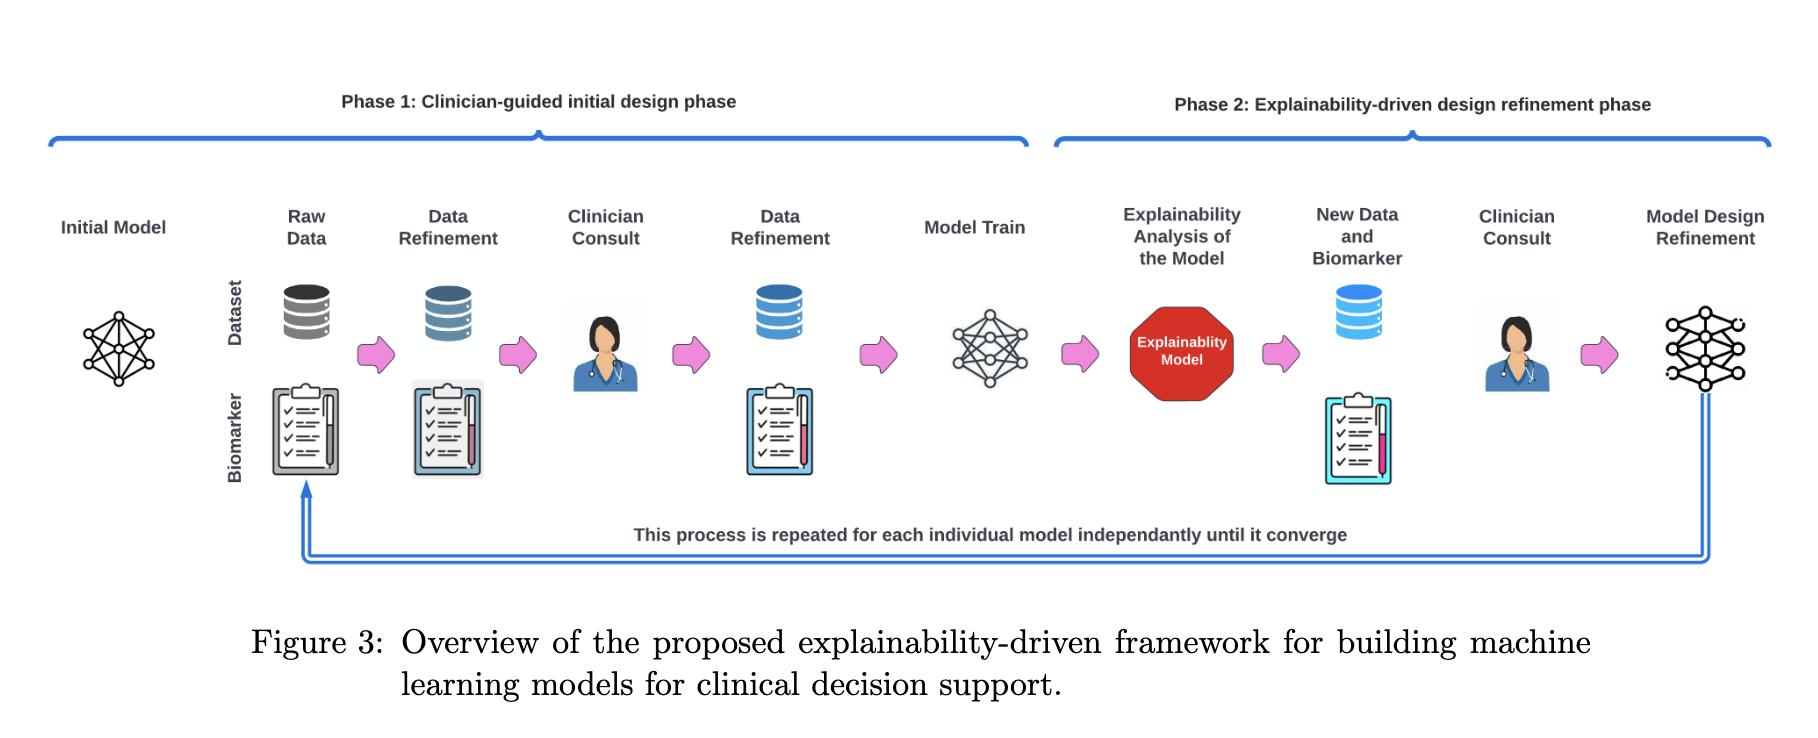 Phase 1: Clinician-guided initial design phase
Phase 2: Explainability-driven design refinement phase
Initial Model
Raw
Data
Data
Refinement
Clinician
Consult
Data
Refinement
Model Train
Explainability
Analysis of
the Model
New Data
and
Biomarker
Clinician
Consult
Model Design
Refinement
Dataset
Biomarker
Explainablity
Model
This process is repeated for each individual model independantly until it converge
Figure 3: Overview of the proposed explainability-driven framework for building machine
learning models for clinical decision support.